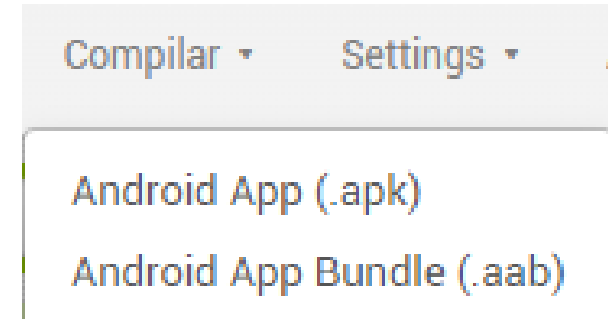 Compilar Settings
Android App (.apk)
Android App Bundle (.aab)